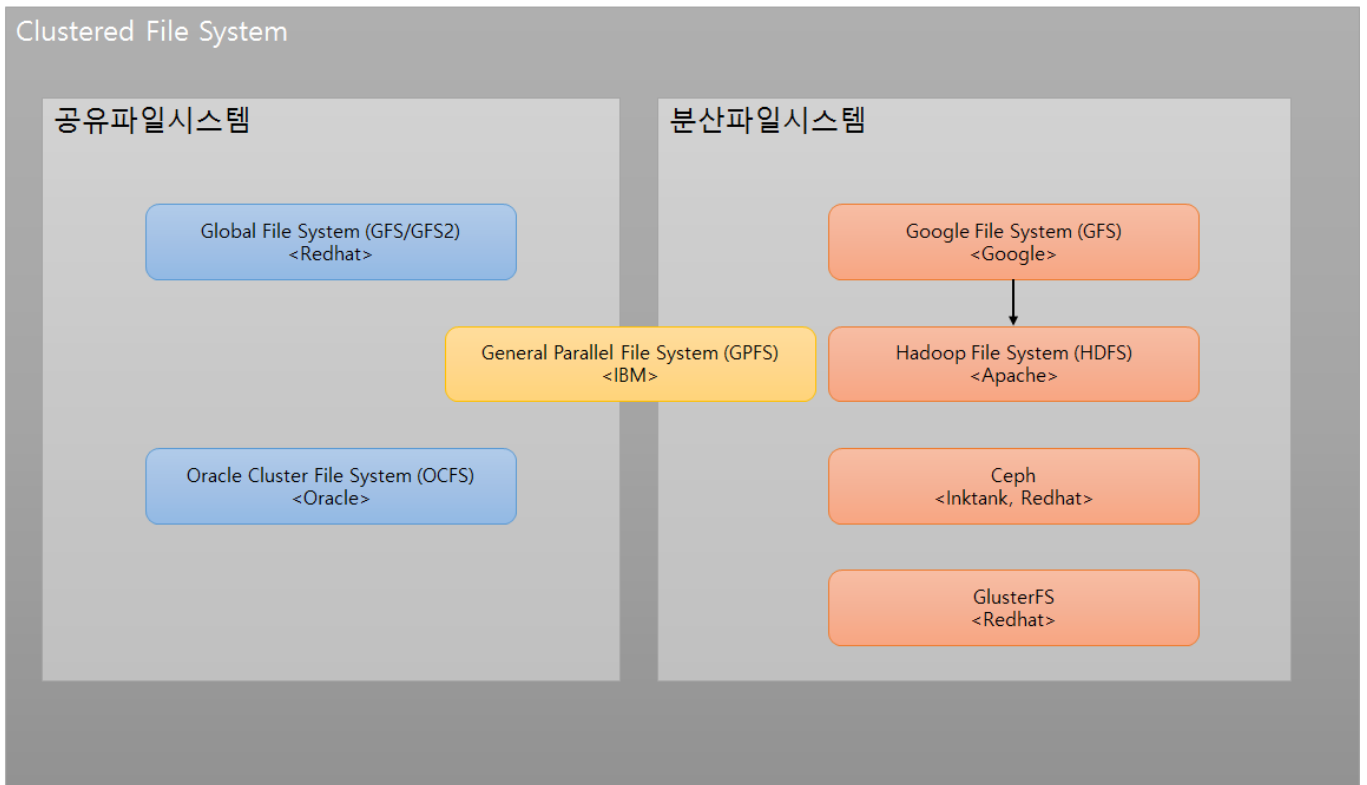 Clustered File System
공유파일시스템
Global File System (GFS/GFS2)
<Redhat>
General Parallel File System (GPFS)
<IBM>
Oracle Cluster File System (OCFS)
<Oracle>
분산파일시스템
Google File System (GFS)
<Google>
Hadoop File System (HDFS)
<Apache>
Ceph
<Inktank, Redhat>
GlusterFS
<Redhat>